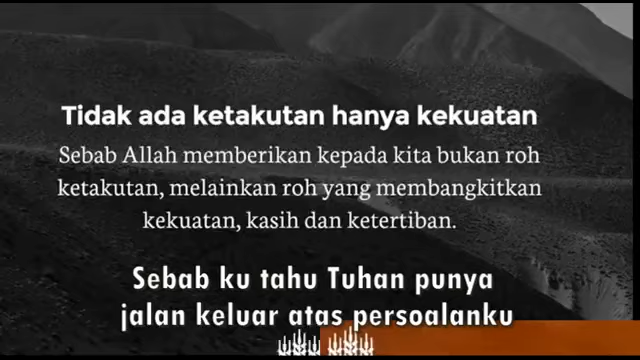 Tidak ada ketakutan hanya kekuatan
Sebab Allah memberikan kepada kita bukan roh
ketakutan, melainkan roh yang membangkitkan
kekuatan, kasih dan ketertiban.
Sebab ku tahu Tuhan punya
jalan keluar atas persoalanku